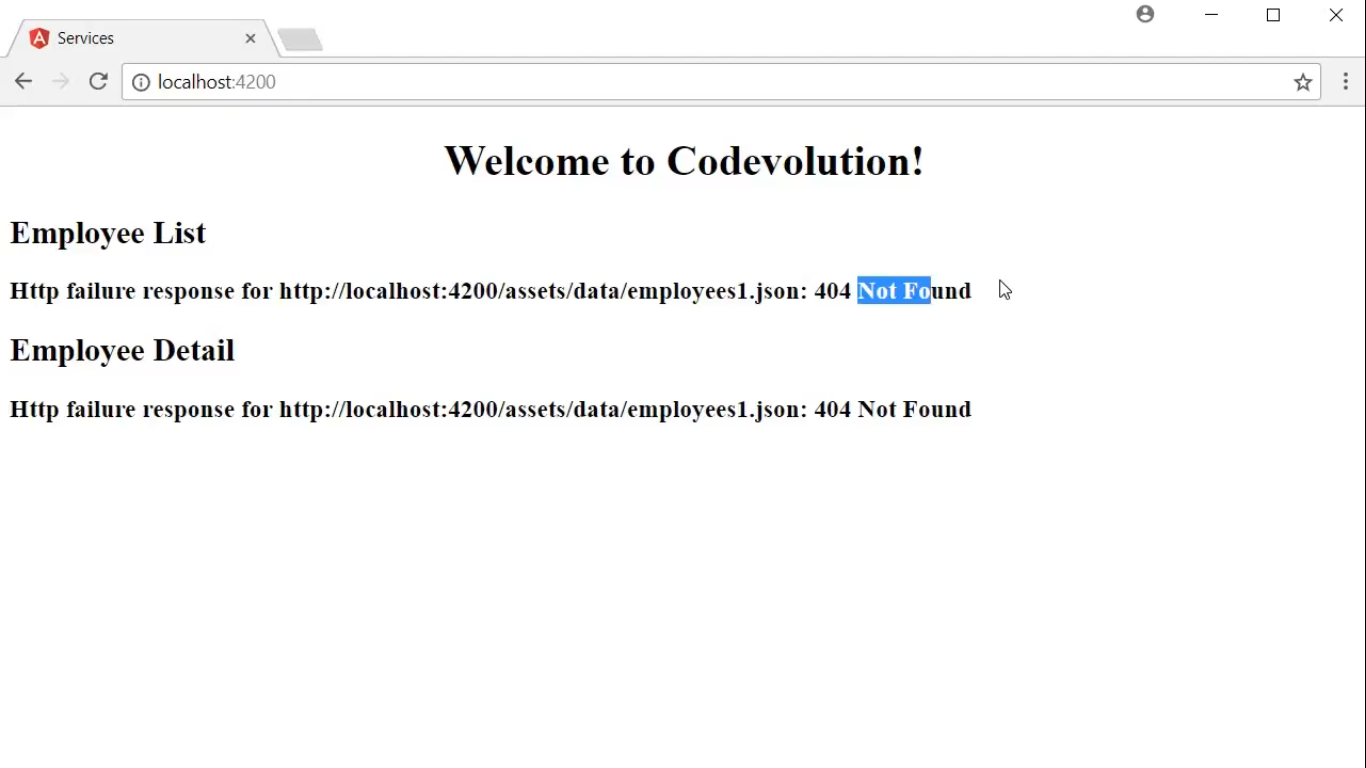 Services
localhost:4200
Welcome to Codevolution!
Employee List
Http failure response for http://localhost:4200/assets/data/employees1.json: 404 Not Found
Employee Detail
Http failure response for http://localhost:4200/assets/data/employees1.json: 404 Not Found